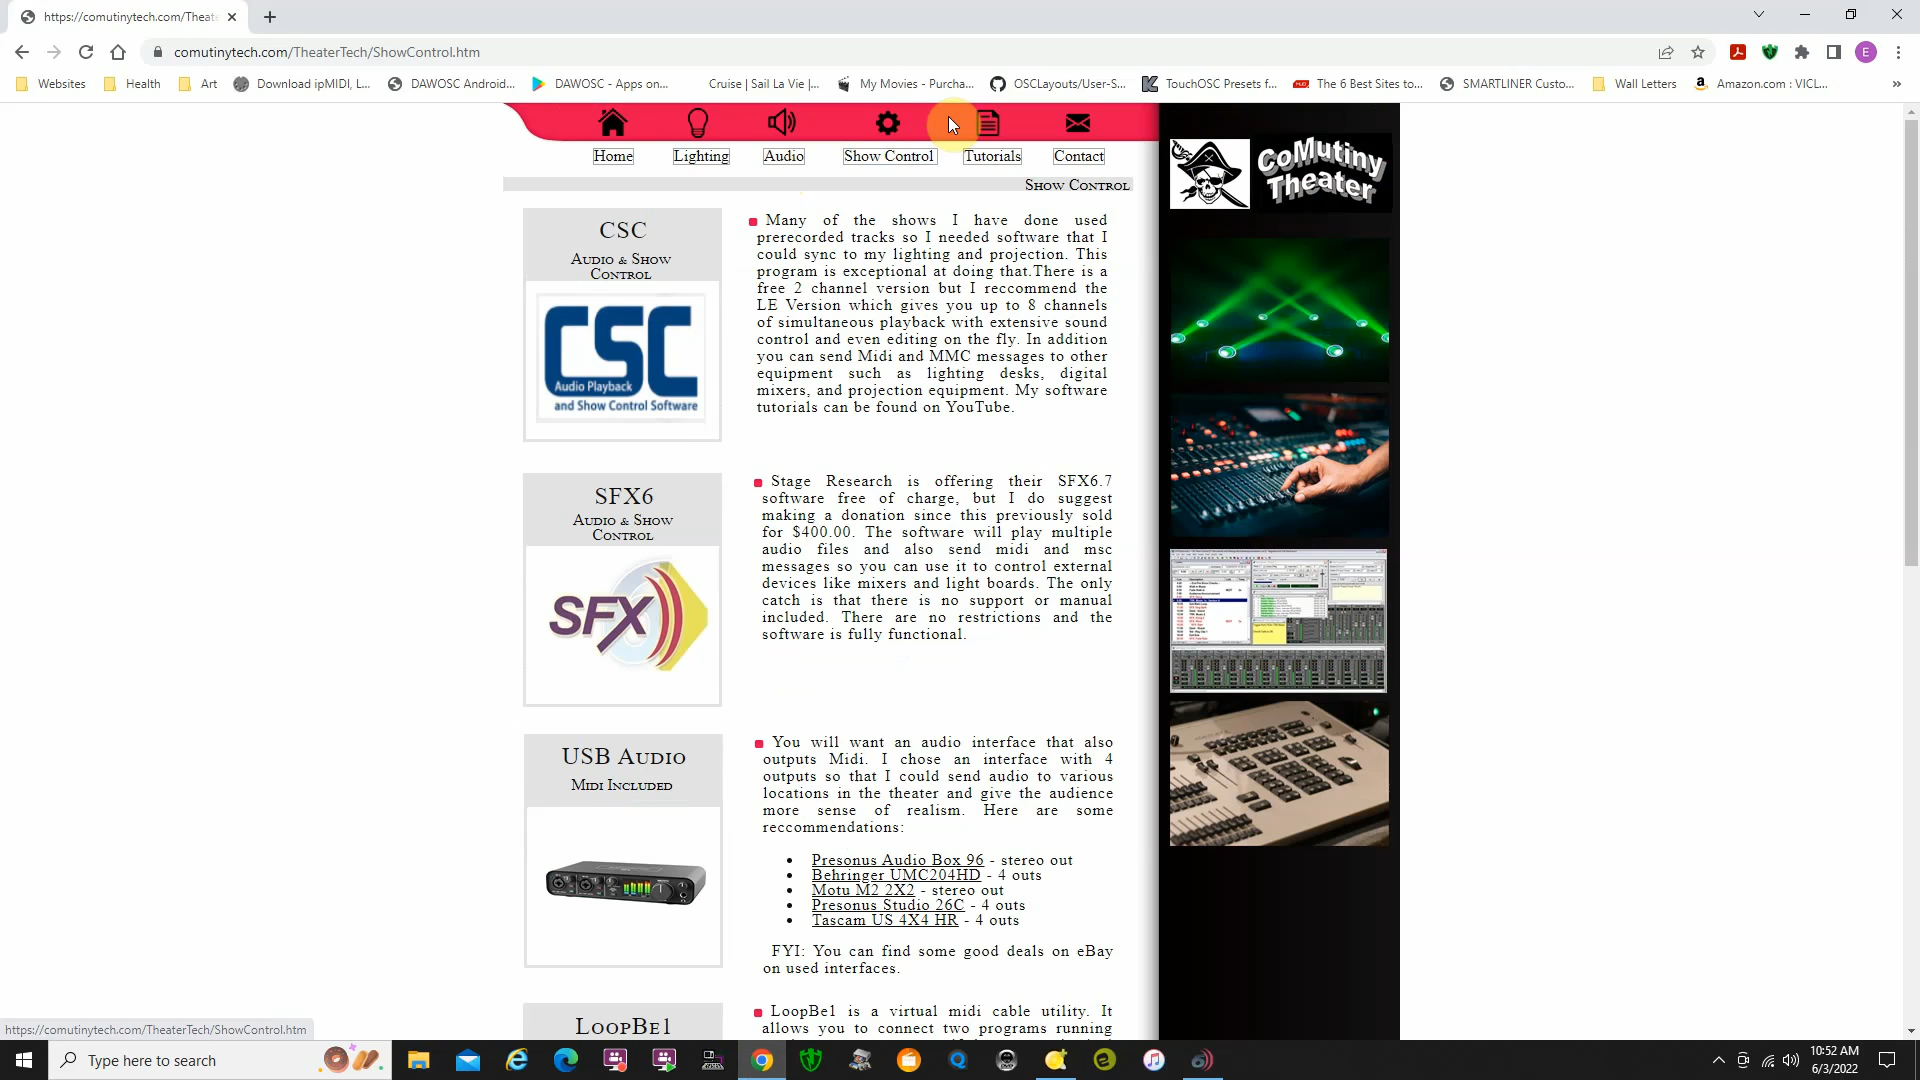 https://comutinytech.com/Theate
comutinytech.com/TheaterTech/ShowControl.htm
E
Websites
Health
Art
Download ipMIDI, l...
DAWOSC Android...
DAWOSC - Apps on...
Cruise | Sail La Vie |...
My Movies - Purcha...
OSCLayouts/User-S...
TouchOSC Presets f...
The 6 Best Sites to...
SMARTLINER Custo...
Wall Letters
Amazon.com : VICL...
»
Home
Lighting
Audio
Show Control
Tutorials
Contact
CoMutiny
Theater
Show Control
CSC
Audio & Show
Control
CSC
Audio Playback
and Show Control Software
Many of the shows I have done used
prerecorded tracks so I needed software that I
could sync to my lighting and projection. This
program is exceptional at doing that.There is a
free 2 channel version but I reccommend the
LE Version which gives you up to 8 channels
of simultaneous playback with extensive sound
control and even editing on the fly. In addition
you can send Midi and MMC messages to other
equipment such as lighting desks, digital
mixers, and projection equipment. My software
tutorials can be found on YouTube.
SFX6
Audio & Show
Control
SFX
Stage Research is offering their SFX6.7
software free of charge, but I do suggest
making a donation since this previously sold
for $400.00. The software will play multiple
audio files and also send midi and msc
messages so you can use it to control external
devices like mixers and light boards. The only
catch is that there is no support or manual
included. There are no restrictions and the
software is fully functional.
USB Audio
Midi Included
You will want an audio interface that also
outputs Midi. I chose an interface with 4
outputs so that I could send audio to various
locations in the theater and give the audience
more sense of realism. Here are some
reccommendations:
• Presonus Audio Box 96 - stereo out
• Behringer UMC204HD - 4 outs
• Motu M2 2X2 - stereo out
• Presonus Studio 26C - 4 outs
• Tascam US 4X4 HR - 4 outs
FYI: You can find some good deals on eBay
on used interfaces.
LoopBe1
LoopBe1 is a virtual midi cable utility. It
allows you to connect two programs running
https://comutinytech.com/TheaterTech/ShowControl.htm
Type here to search
10:52 AM
6/3/2022